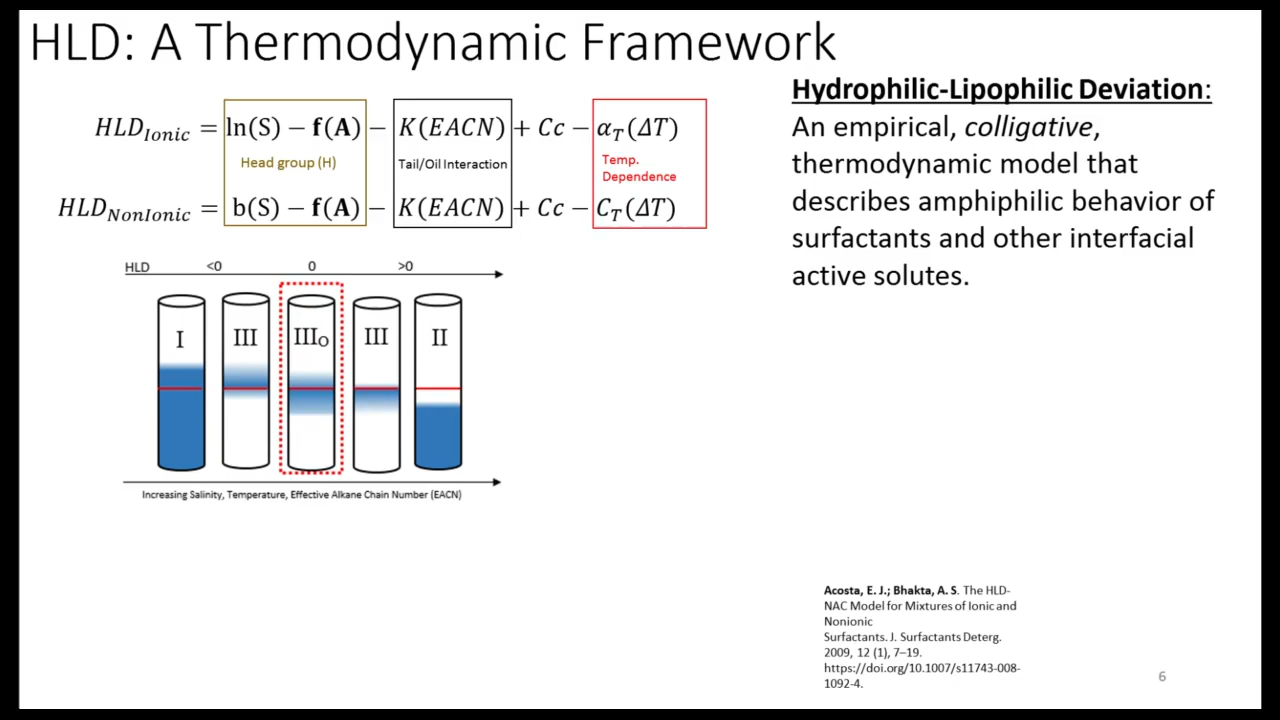 HLD: A Thermodynamic Framework
HLD_Ionic = ln(S) − f(A) − K(EACN) + Cc − α_T(ΔT)
Head group (H)
Tail/Oil Interaction
Temp.
Dependence
HLD_NonIonic = b(S) − f(A) − K(EACN) + Cc − C_T(ΔT)
HLD <0 0 >0
I III III_O III II
Increasing Salinity, Temperature, Effective Alkane Chain Number (EACN)
Hydrophilic-Lipophilic Deviation:
An empirical, colligative,
thermodynamic model that
describes amphiphilic behavior of
surfactants and other interfacial
active solutes.
Acosta, E. J.; Bhakta, A. S. The HLD-
NAC Model for Mixtures of Ionic and
Nonionic
Surfactants. J. Surfactants Deterg.
2009, 12 (1), 7–19.
https://doi.org/10.1007/s11743-008-
1092-4.
6